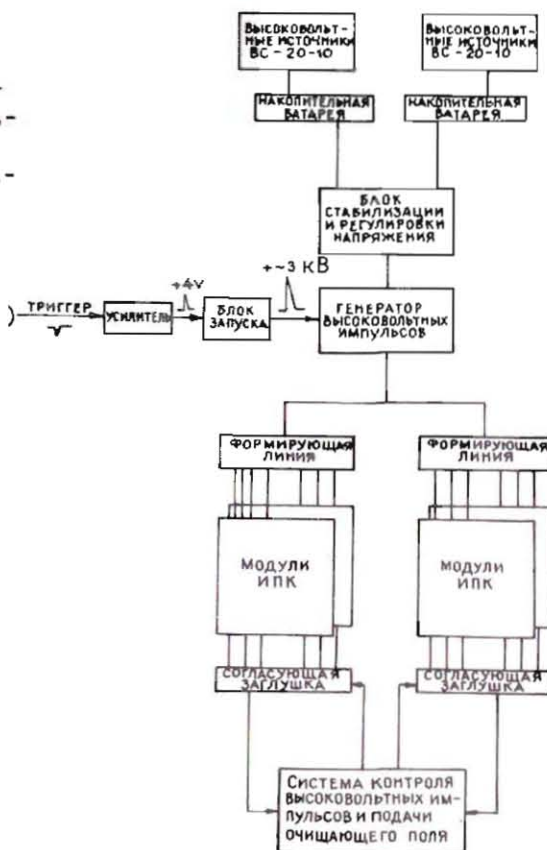 ВЫСОКОВОЛЬТ-
НЫЕ ИСТОЧНИКИ
ВС-20-10
ВЫСОКОВОЛЬТ-
НЫЕ ИСТОЧНИКИ
ВС-20-10
НАКОПИТЕЛЬНАЯ
БАТАРЕЯ
НАКОПИТЕЛЬНАЯ
БАТАРЕЯ
БЛОК
СТАБИЛИЗАЦИИ
И РЕГУЛИРОВКИ
НАПРЯЖЕНИЯ
) ТРИГГЕР
УСИЛИТЕЛЬ
+4V
БЛОК
ЗАПУСКА
+~3 КВ
ГЕНЕРАТОР
ВЫСОКОВОЛЬТНЫХ
ИМПУЛЬСОВ
ФОРМИРУЮЩАЯ
ЛИНИЯ
ФОРМИРУЮЩАЯ
ЛИНИЯ
МОДУЛИ
ИПК
МОДУЛИ
ИПК
СОГЛАСУЮЩАЯ
ЗАГЛУШКА
СОГЛАСУЮЩАЯ
ЗАГЛУШКА
СИСТЕМА КОНТРОЛЯ
ВЫСОКОВОЛЬТНЫХ ИМ-
ПУЛЬСОВ И ПОДАЧИ
ОЧИЩАЮЩЕГО ПОЛЯ